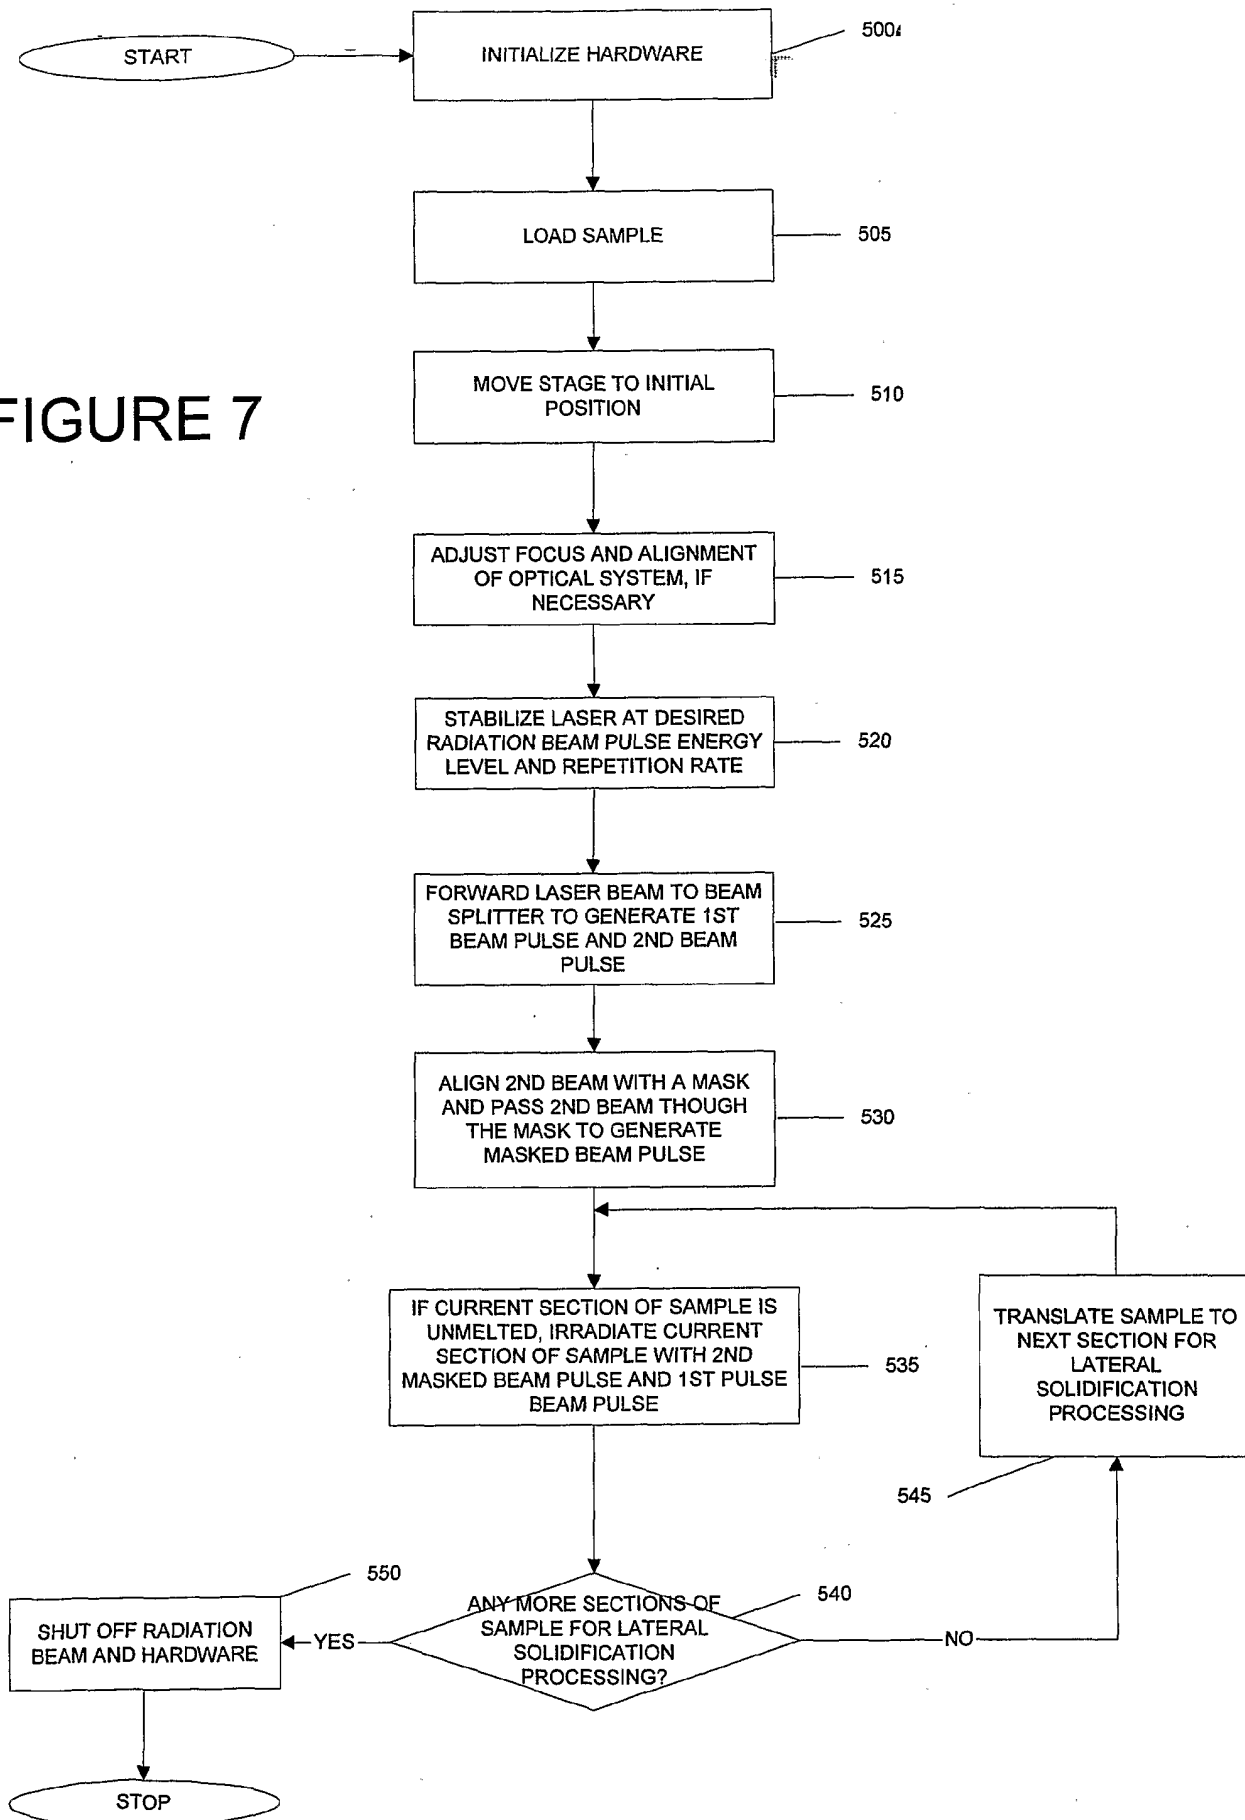 START
INITIALIZE HARDWARE
500
LOAD SAMPLE
505
FIGURE 7
MOVE STAGE TO INITIAL
POSITION
510
ADJUST FOCUS AND ALIGNMENT
OF OPTICAL SYSTEM, IF
NECESSARY
515
STABILIZE LASER AT DESIRED
RADIATION BEAM PULSE ENERGY
LEVEL AND REPETITION RATE
520
FORWARD LASER BEAM TO BEAM
SPLITTER TO GENERATE 1ST
BEAM PULSE AND 2ND BEAM
PULSE
525
ALIGN 2ND BEAM WITH A MASK
AND PASS 2ND BEAM THOUGH
THE MASK TO GENERATE
MASKED BEAM PULSE
530
IF CURRENT SECTION OF SAMPLE IS
UNMELTED, IRRADIATE CURRENT
SECTION OF SAMPLE WITH 2ND
MASKED BEAM PULSE AND 1ST PULSE
BEAM PULSE
535
TRANSLATE SAMPLE TO
NEXT SECTION FOR
LATERAL
SOLIDIFICATION
PROCESSING
545
ANY MORE SECTIONS OF
SAMPLE FOR LATERAL
SOLIDIFICATION
PROCESSING?
540
YES
NO
550
SHUT OFF RADIATION
BEAM AND HARDWARE
STOP